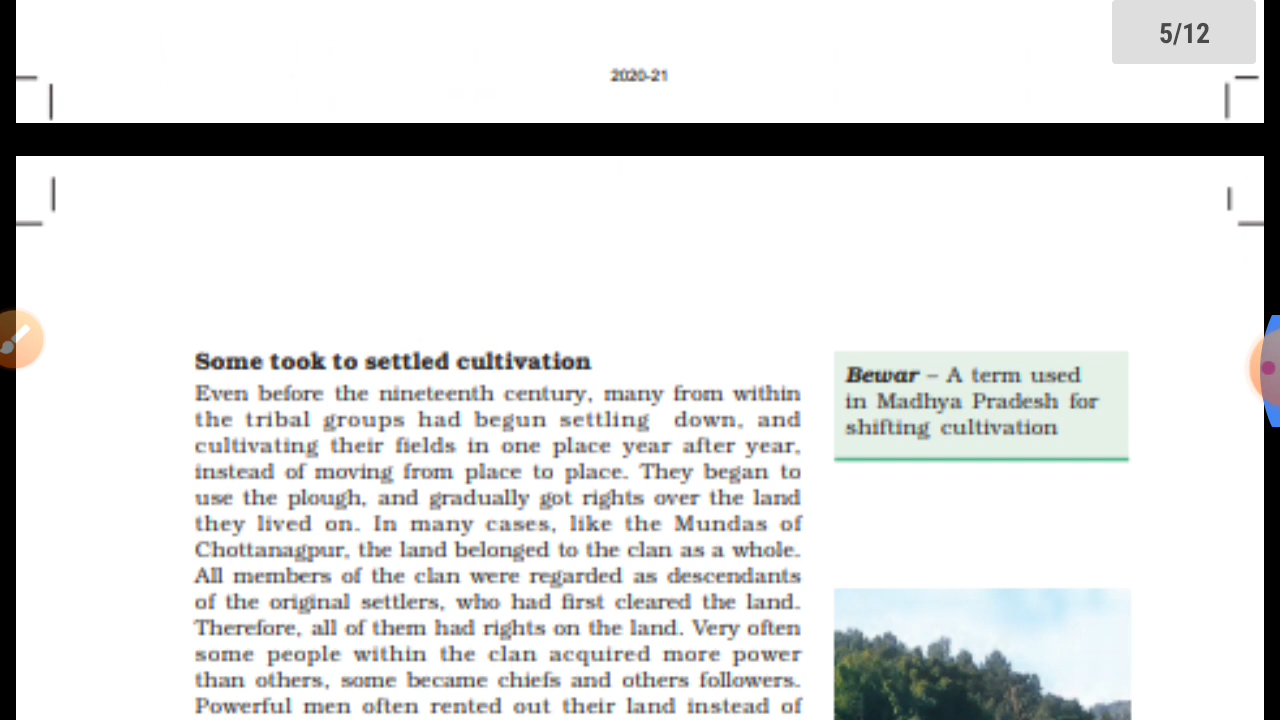 5/12
2020-21
Some took to settled cultivation
Even before the nineteenth century, many from within
the tribal groups had begun settling down, and
cultivating their fields in one place year after year,
instead of moving from place to place. They began to
use the plough, and gradually got rights over the land
they lived on. In many cases, like the Mundas of
Chottanagpur, the land belonged to the clan as a whole.
All members of the clan were regarded as descendants
of the original settlers, who had first cleared the land.
Therefore, all of them had rights on the land. Very often
some people within the clan acquired more power
than others, some became chiefs and others followers.
Powerful men often rented out their land instead of
Bewar – A term used
in Madhya Pradesh for
shifting cultivation